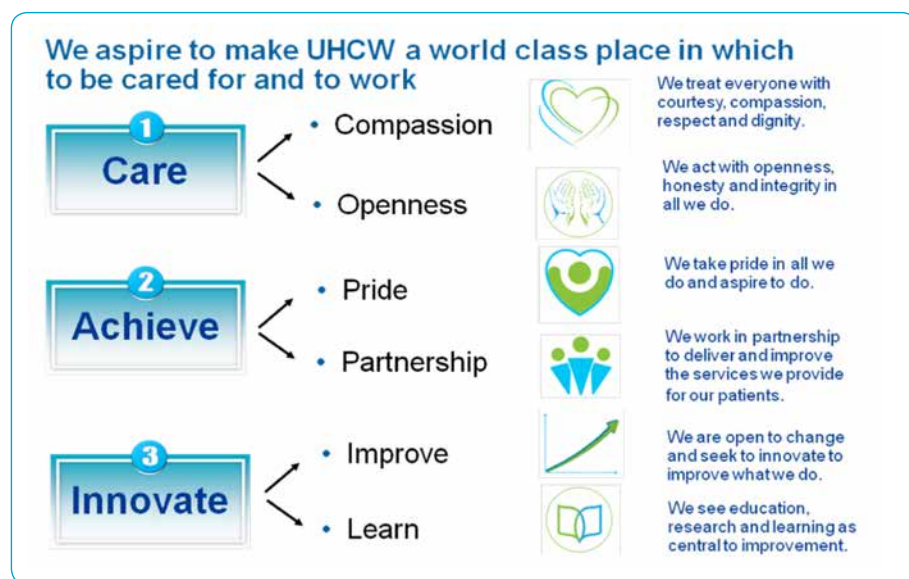 We aspire to make UHCW a world class place in which
to be cared for and to work
1
Care
• Compassion
We treat everyone with
courtesy, compassion,
respect and dignity.
• Openness
We act with openness,
honesty and integrity in
all we do.
2
Achieve
• Pride
We take pride in all we
do and aspire to do.
• Partnership
We work in partnership
to deliver and improve
the services we provide
for our patients.
3
Innovate
• Improve
We are open to change
and seek to innovate to
improve what we do.
• Learn
We see education,
research and learning as
central to improvement.